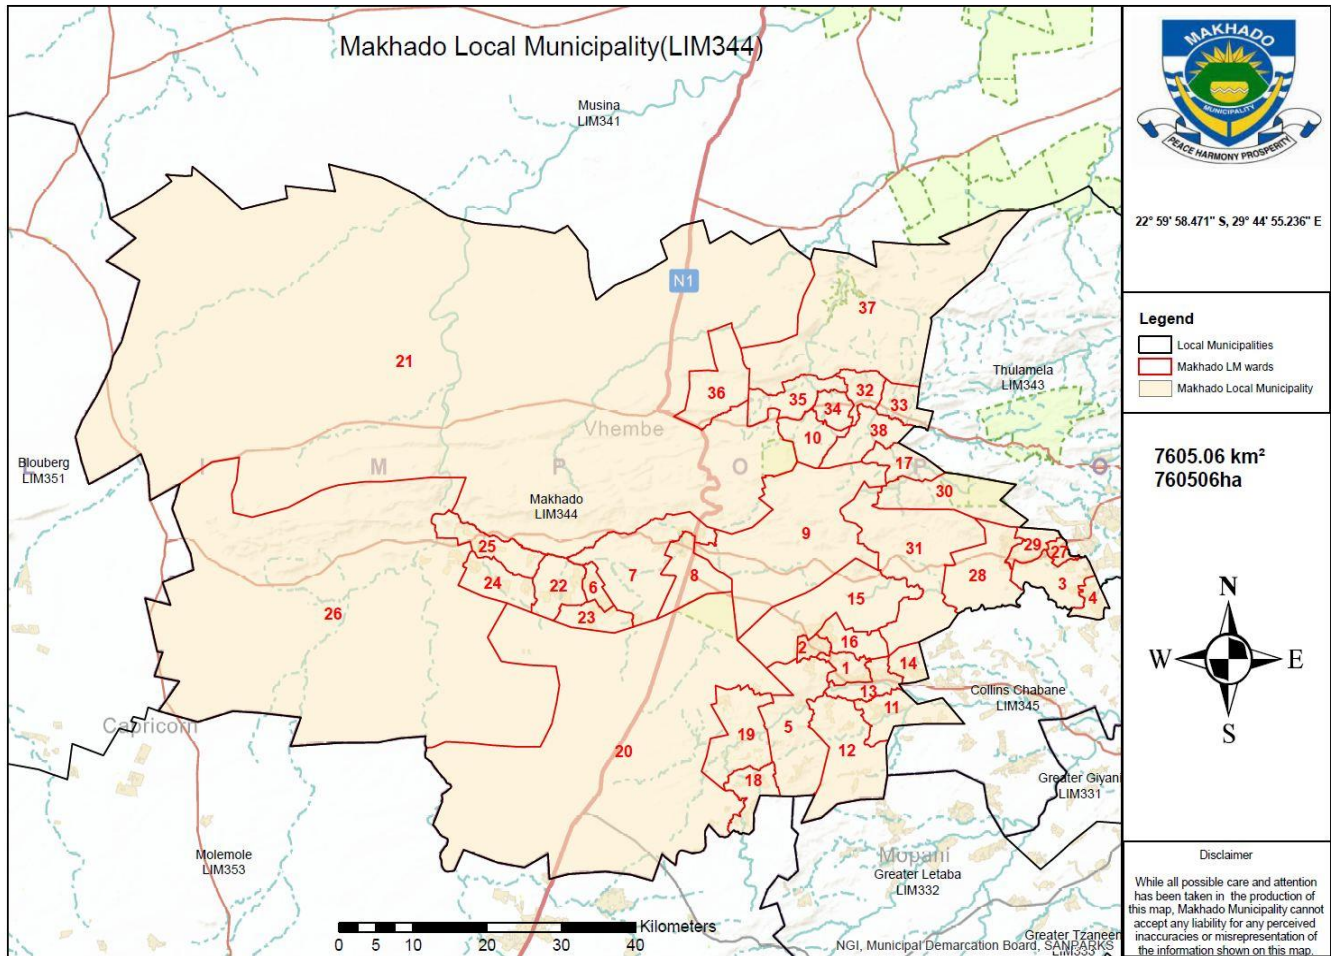 Makhado Local Municipality(LIM344)
Musina
LIM341
N1
37
21
Thulamela
LIM343
36
35
32
34
33
Vhembe
10
38
Blouberg
LIM351
L I M P O P O
17
30
Makhado
LIM344
9
25
31
29
27
24
22
6
7
8
28
3
4
26
23
15
16
2
1
14
13
Collins Chabane
LIM345
11
Capricorn
19
5
12
20
18
Greater Giyani
LIM331
Molemole
LIM353
Mopani
Greater Letaba
LIM332
Kilometers
0 5 10 20 30 40
Greater Tzaneen
LIM333
NGI, Municipal Demarcation Board, SANPARKS
MAKHADO
MUNICIPALITY
PEACE HARMONY PROSPERITY
22° 59' 58.471" S, 29° 44' 55.236" E
Legend
Local Municipalities
Makhado LM wards
Makhado Local Municipality
7605.06 km²
760506ha
N
W E
S
Disclaimer
While all possible care and attention
has been taken in the production of
this map, Makhado Municipality cannot
accept any liability for any perceived
inaccuracies or misrepresentation of
the information shown on this map.